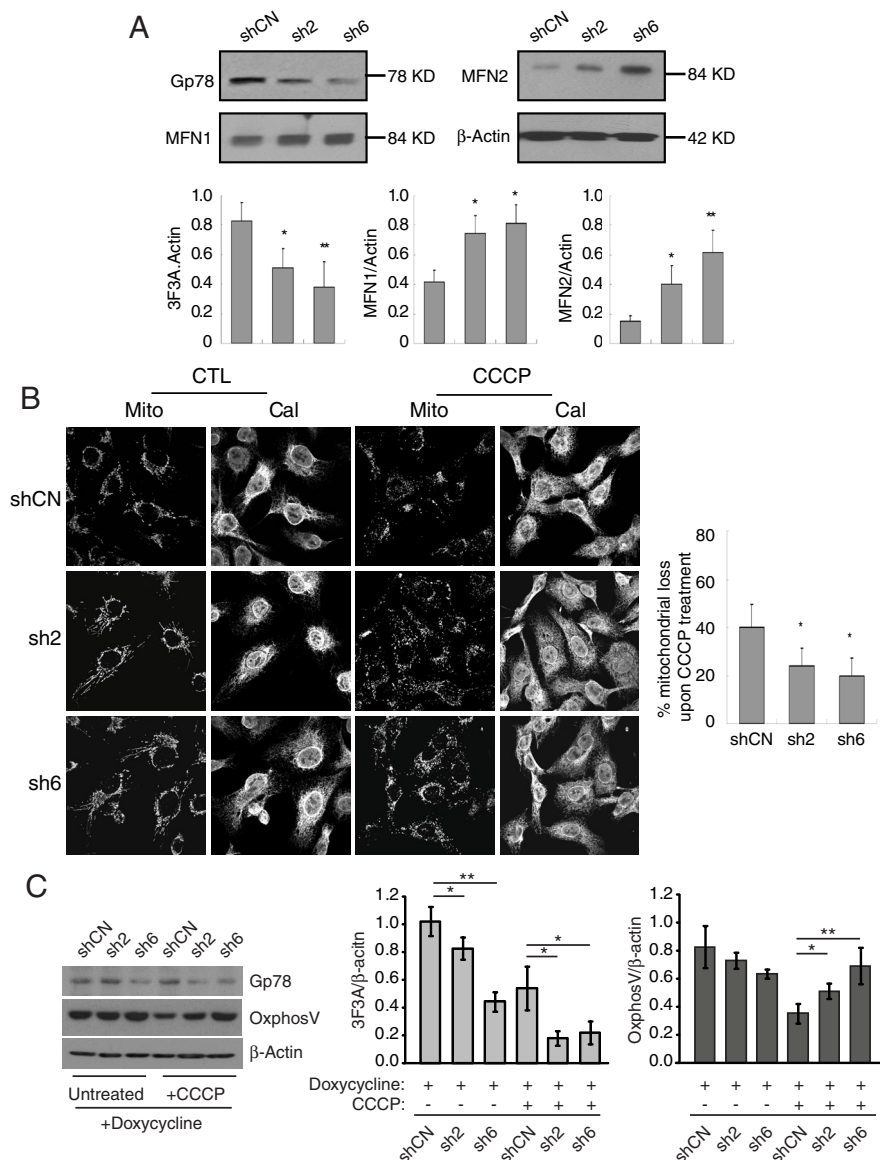 A
shCN sh2 sh6
Gp78
78 KD
MFN1
84 KD
shCN sh2 sh6
MFN2
84 KD
β-Actin
42 KD
3F3A.Actin
1.0
0.8
0.6
0.4
0.2
0
* **
MFN1/Actin
1.0
0.8
0.6
0.4
0.2
0
* *
MFN2/Actin
1.0
0.8
0.6
0.4
0.2
0
* **
B
CTL CCCP
Mito Cal Mito Cal
shCN
sh2
sh6
% mitochondrial loss
upon CCCP treatment
80
60
40
20
0
* *
shCN sh2 sh6
C
shCN sh2 sh6 shCN sh2 sh6
Gp78
OxphosV
β-Actin
Untreated +CCCP
+Doxycycline
3F3A/β-acitn
1.2
1.0
0.8
0.6
0.4
0.2
0.0
**
*
*
*
Doxycycline: + + + + + +
CCCP: - - - + + +
shCN sh2 sh6 shCN sh2 sh6
OxphosV/β-actin
1.0
0.8
0.6
0.4
0.2
0.0
**
*
+ + + + + +
- - - + + +
shCN sh2 sh6 shCN sh2 sh6